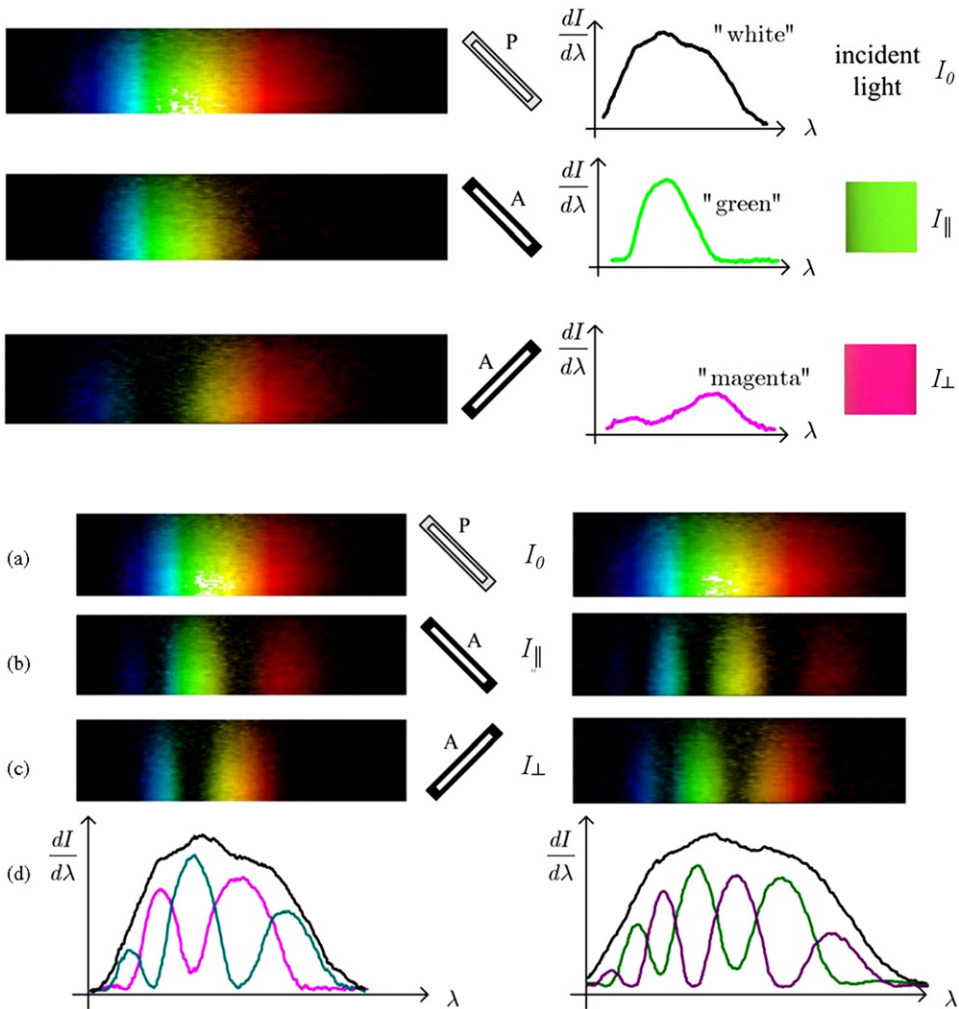 P
dI
dλ
"white"
λ
incident
light
I₀
A
dI
dλ
"green"
λ
I∥
A
dI
dλ
"magenta"
λ
I⊥
(a)
P
I₀
(b)
A
I∥
(c)
A
I⊥
(d)
dI
dλ
λ
dI
dλ
λ